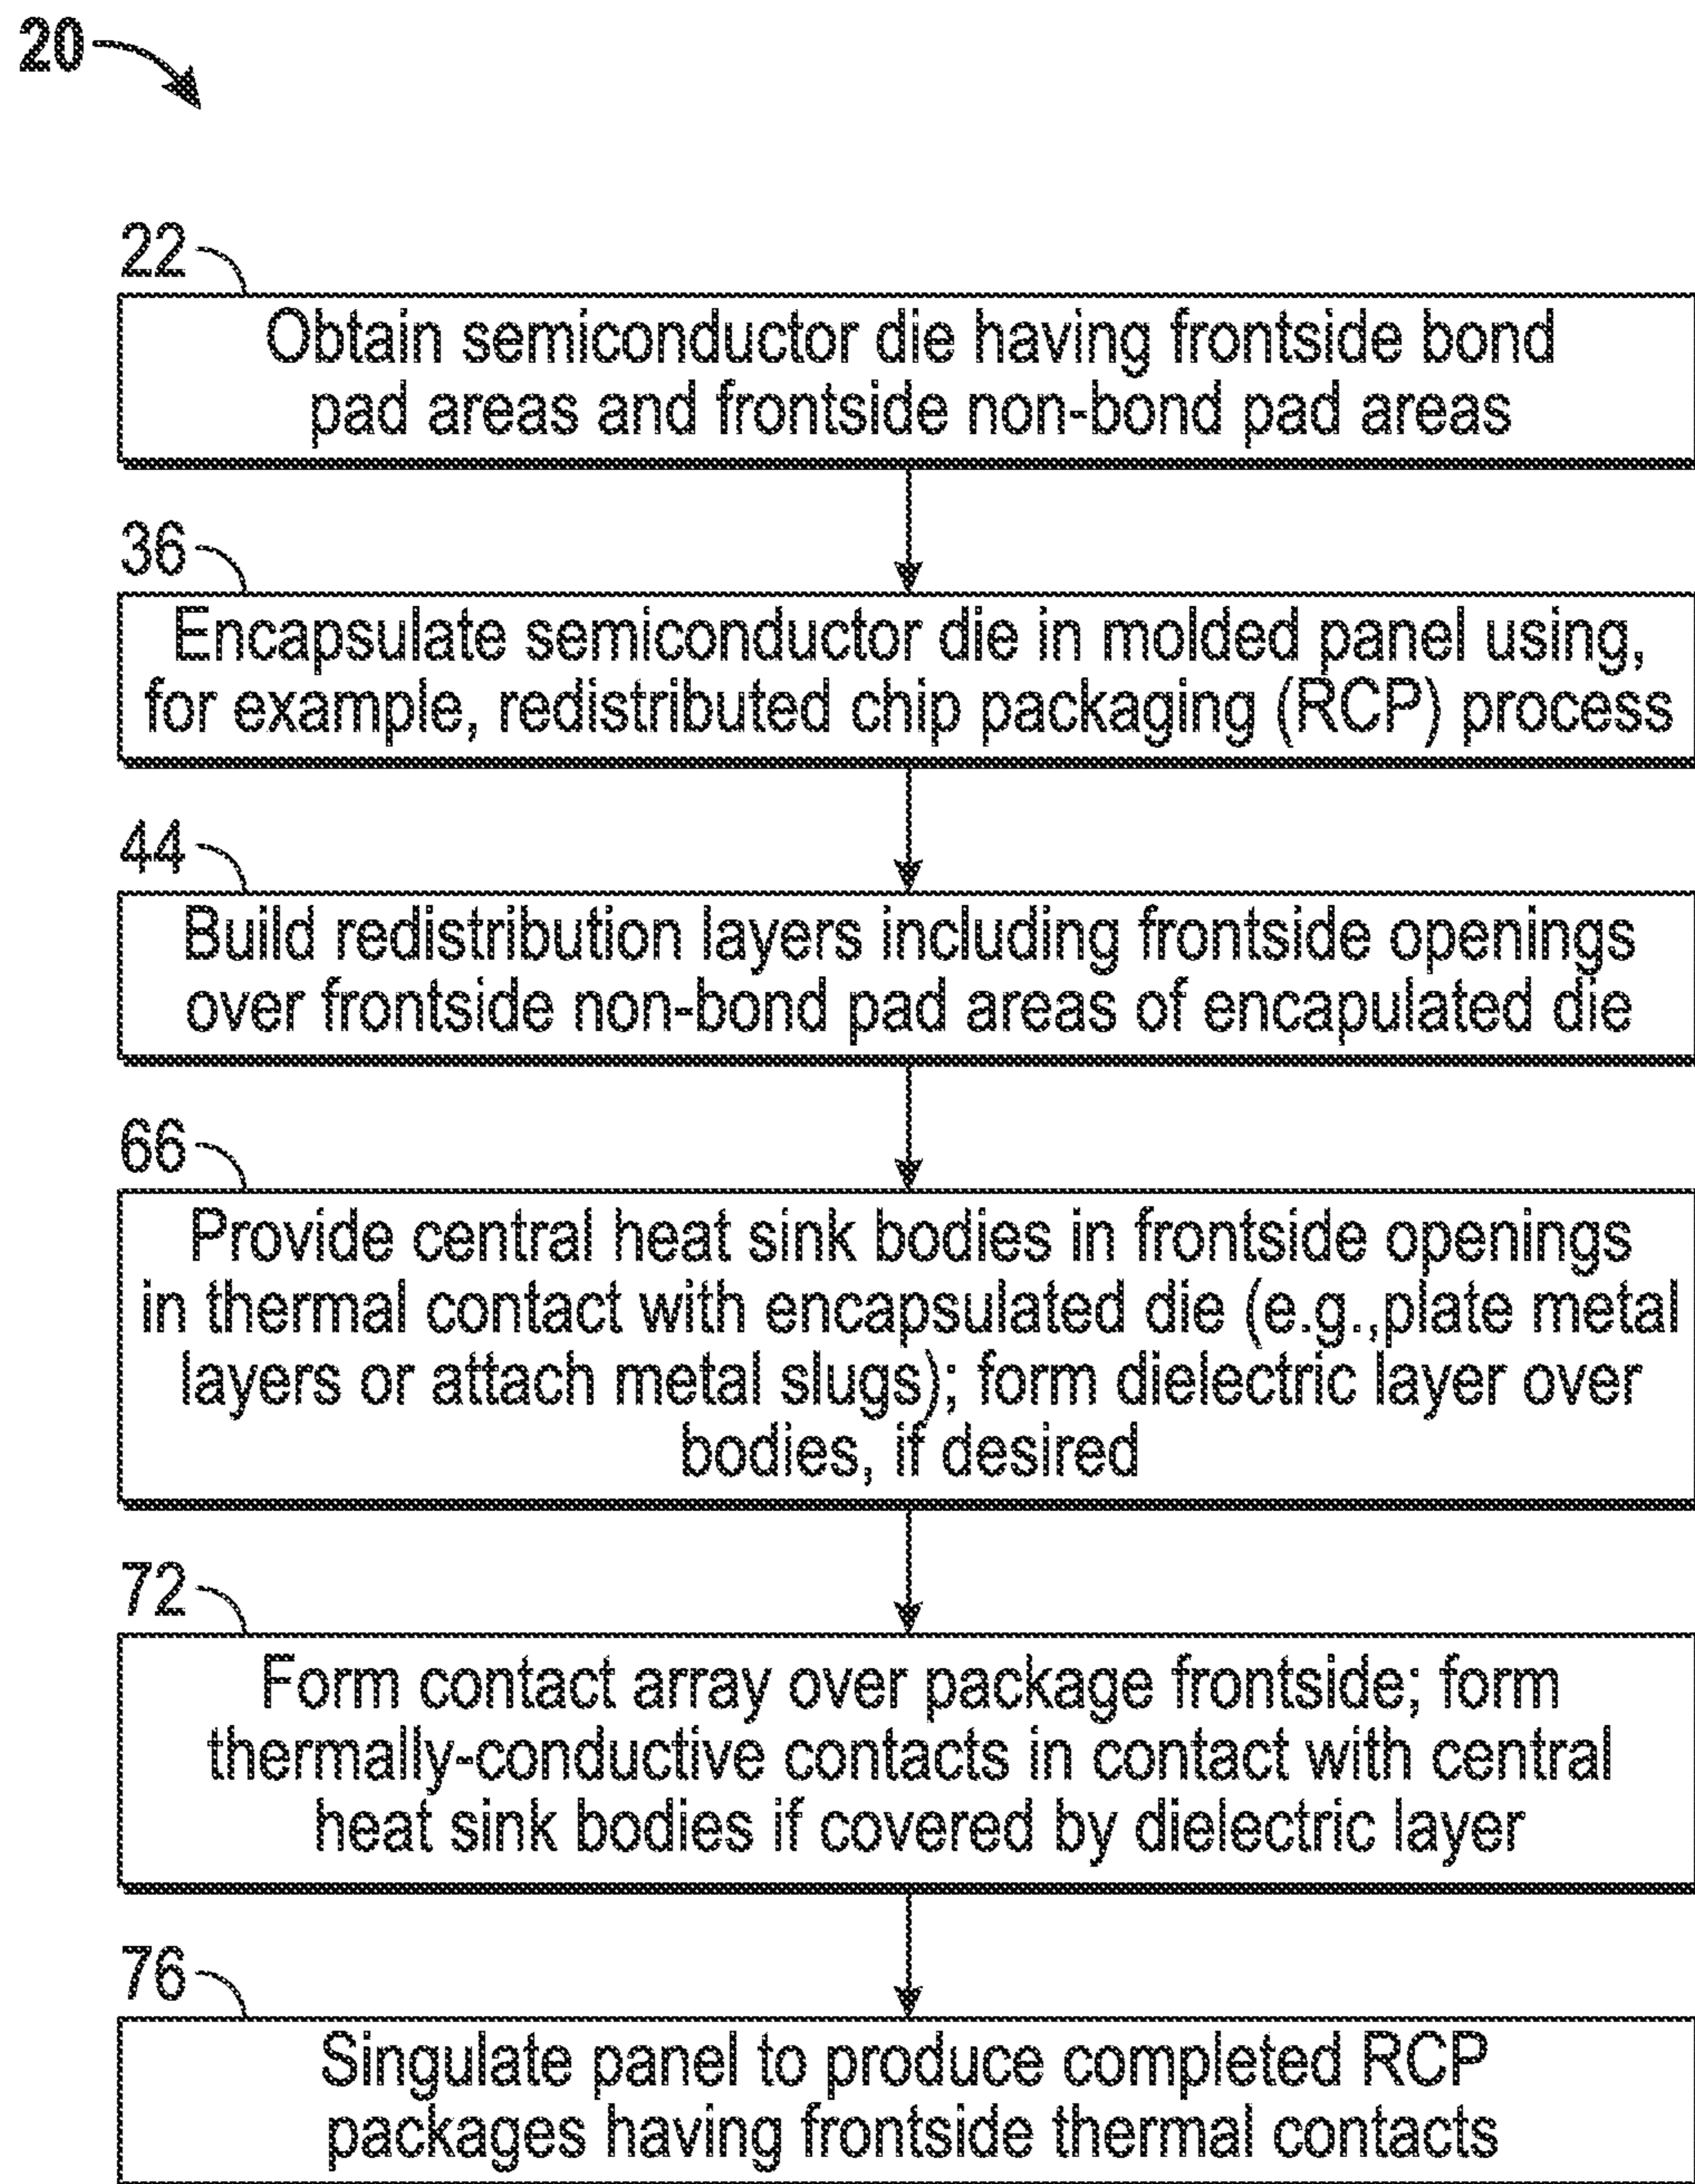 20
22
Obtain semiconductor die having frontside bond
pad areas and frontside non-bond pad areas
36
Encapsulate semiconductor die in molded panel using,
for example, redistributed chip packaging (RCP) process
44
Build redistribution layers including frontside openings
over frontside non-bond pad areas of encapulated die
66
Provide central heat sink bodies in frontside openings
in thermal contact with encapsulated die (e.g.,plate metal
layers or attach metal slugs); form dielectric layer over
bodies, if desired
72
Form contact array over package frontside; form
thermally-conductive contacts in contact with central
heat sink bodies if covered by dielectric layer
76
Singulate panel to produce completed RCP
packages having frontside thermal contacts